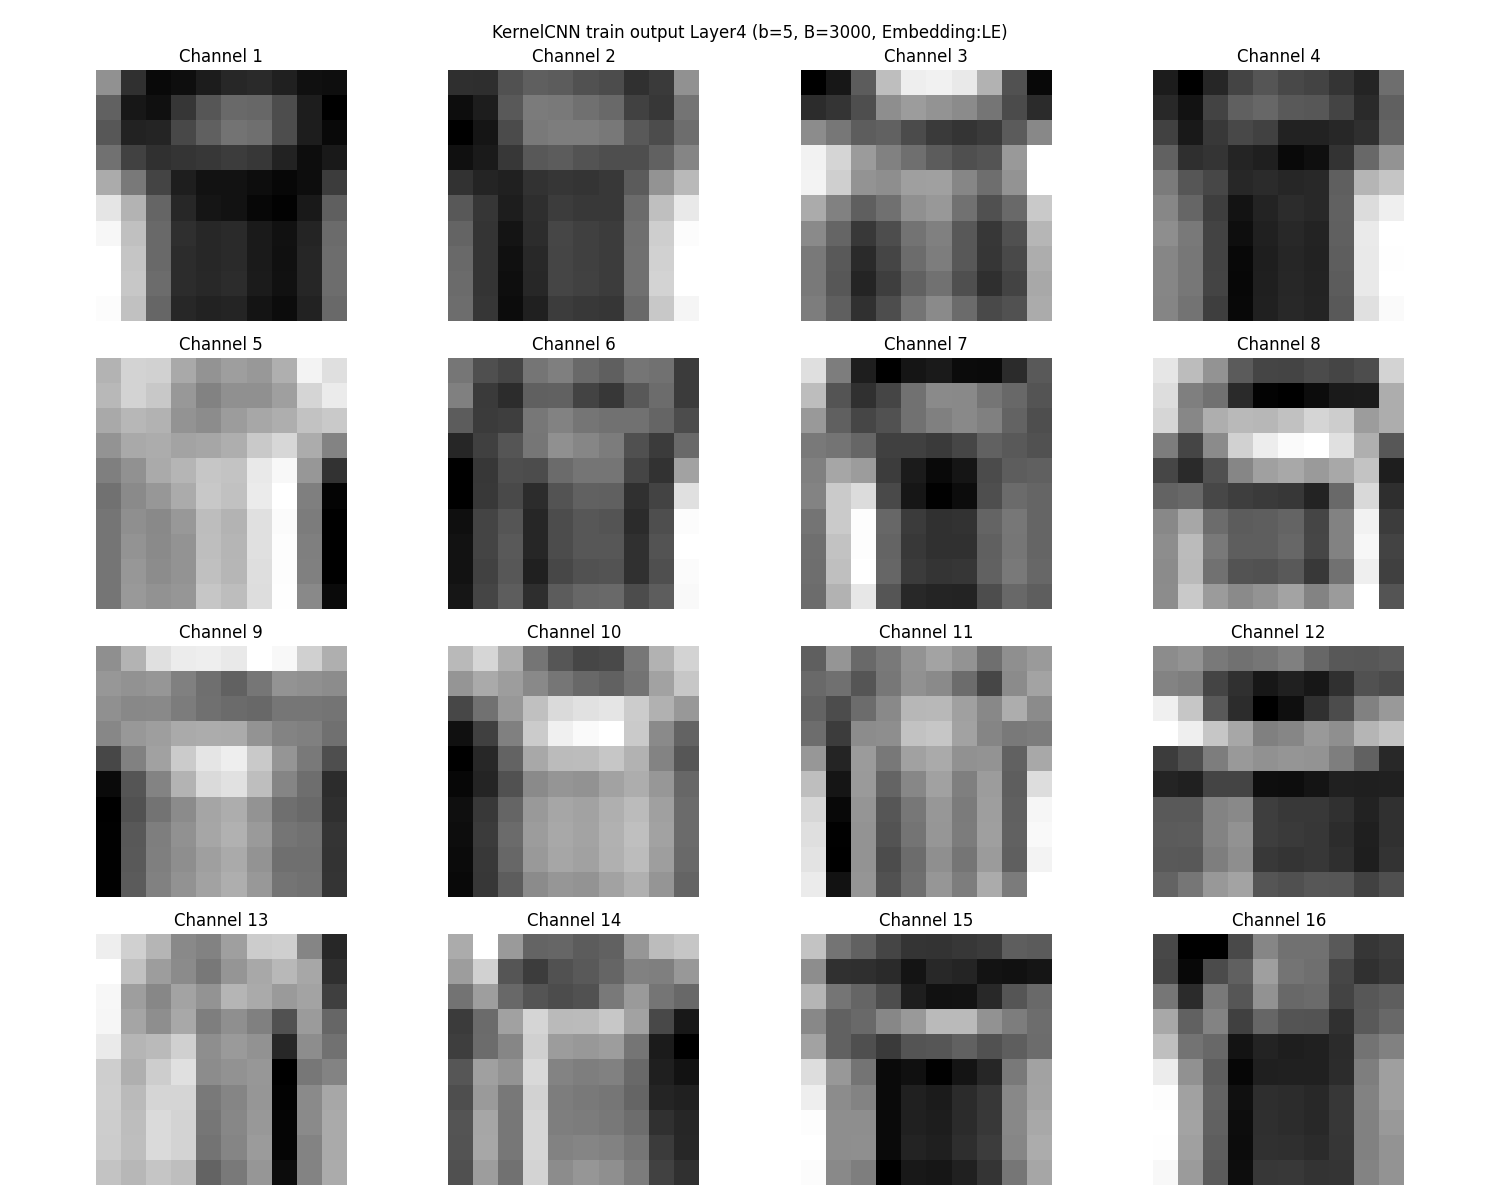 KernelCNN train output Layer4 (b=5, B=3000, Embedding:LE)
Channel 1 Channel 2 Channel 3 Channel 4
Channel 5 Channel 6 Channel 7 Channel 8
Channel 9 Channel 10 Channel 11 Channel 12
Channel 13 Channel 14 Channel 15 Channel 16